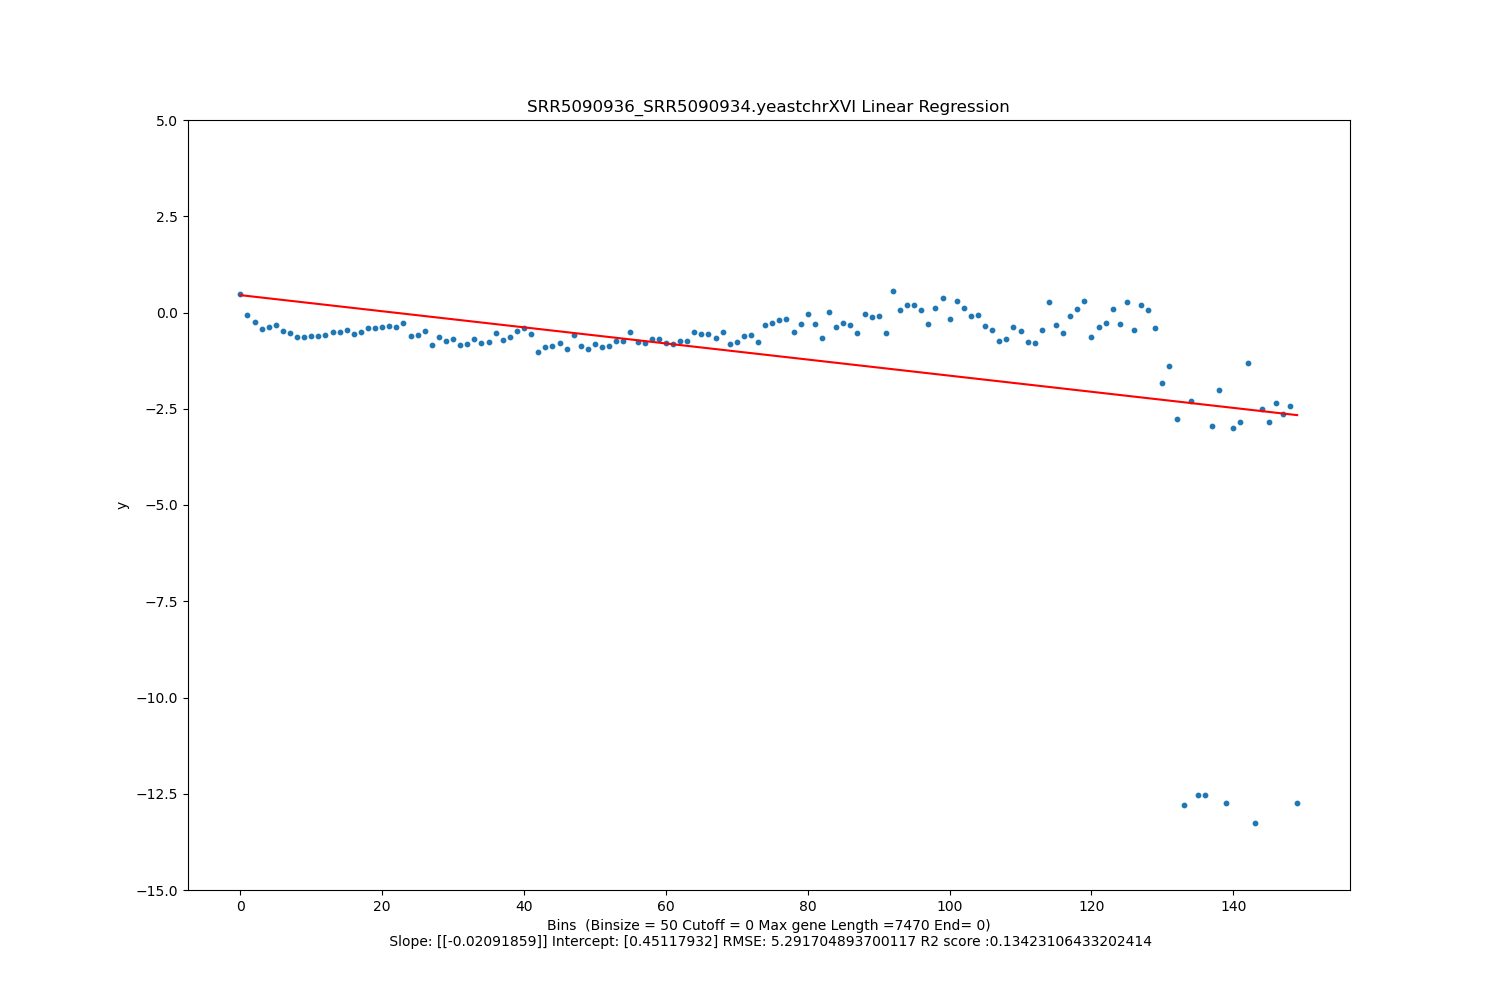 SRR5090936_SRR5090934.yeastchrXVI Linear Regression
5.0
2.5
0.0
−2.5
−5.0
−7.5
−10.0
−12.5
−15.0
y
0 20 40 60 80 100 120 140
Bins  (Binsize = 50 Cutoff = 0 Max gene Length =7470 End= 0)
Slope: [[-0.02091859]] Intercept: [0.45117932] RMSE: 5.291704893700117 R2 score :0.13423106433202414